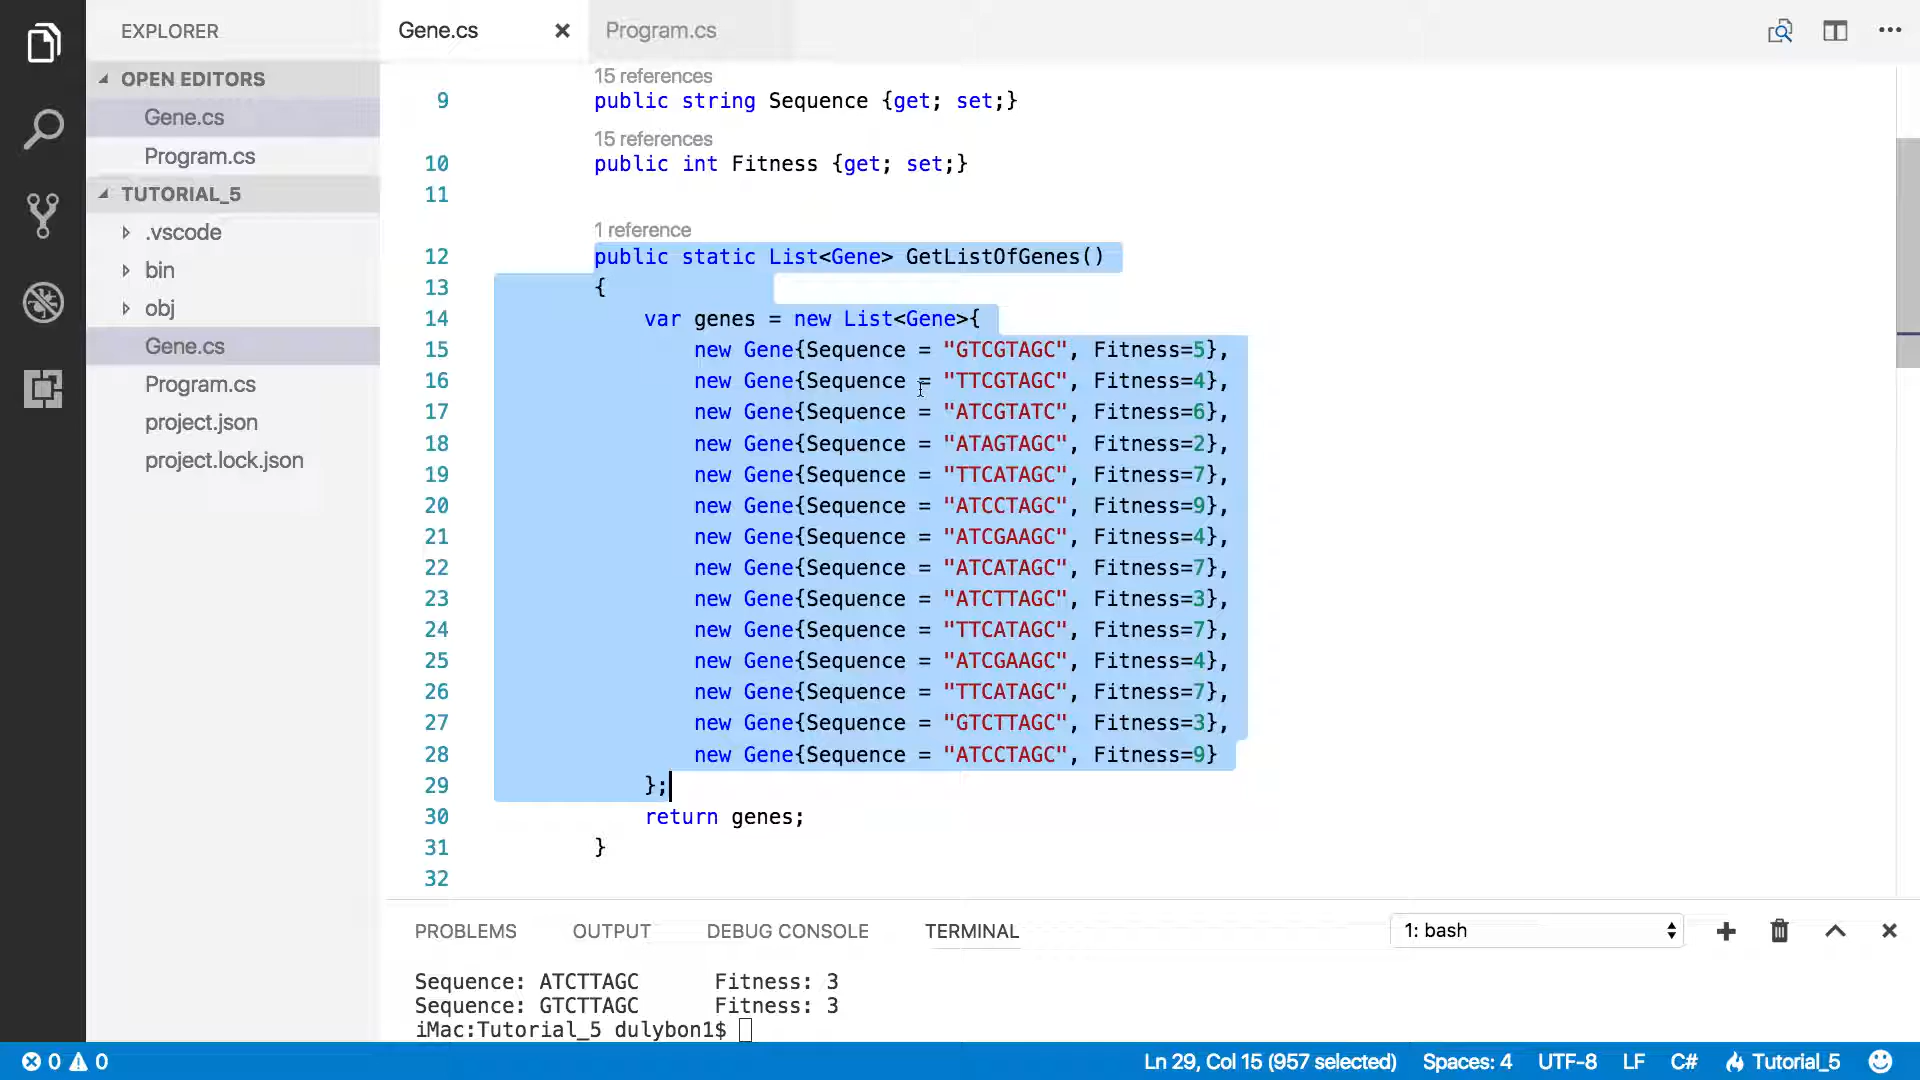 EXPLORER
OPEN EDITORS
Gene.cs
Program.cs
TUTORIAL_5
.vscode
bin
obj
Gene.cs
Program.cs
project.json
project.lock.json
Gene.cs
Program.cs
15 references
9 public string Sequence {get; set;}
15 references
10 public int Fitness {get; set;}
11
1 reference
12 public static List<Gene> GetListOfGenes()
13 {
14 var genes = new List<Gene>{
15 new Gene{Sequence = "GTCGTAGC", Fitness=5},
16 new Gene{Sequence = "TTCGTAGC", Fitness=4},
17 new Gene{Sequence = "ATCGTATC", Fitness=6},
18 new Gene{Sequence = "ATAGTAGC", Fitness=2},
19 new Gene{Sequence = "TTCATAGC", Fitness=7},
20 new Gene{Sequence = "ATCCTAGC", Fitness=9},
21 new Gene{Sequence = "ATCGAAGC", Fitness=4},
22 new Gene{Sequence = "ATCATAGC", Fitness=7},
23 new Gene{Sequence = "ATCTTAGC", Fitness=3},
24 new Gene{Sequence = "TTCATAGC", Fitness=7},
25 new Gene{Sequence = "ATCGAAGC", Fitness=4},
26 new Gene{Sequence = "TTCATAGC", Fitness=7},
27 new Gene{Sequence = "GTCTTAGC", Fitness=3},
28 new Gene{Sequence = "ATCCTAGC", Fitness=9}
29 };
30 return genes;
31 }
32
PROBLEMS OUTPUT DEBUG CONSOLE TERMINAL 1: bash
Sequence: ATCTTAGC Fitness: 3
Sequence: GTCTTAGC Fitness: 3
iMac:Tutorial_5 dulybon1$
0 0 Ln 29, Col 15 (957 selected) Spaces: 4 UTF-8 LF C# Tutorial_5